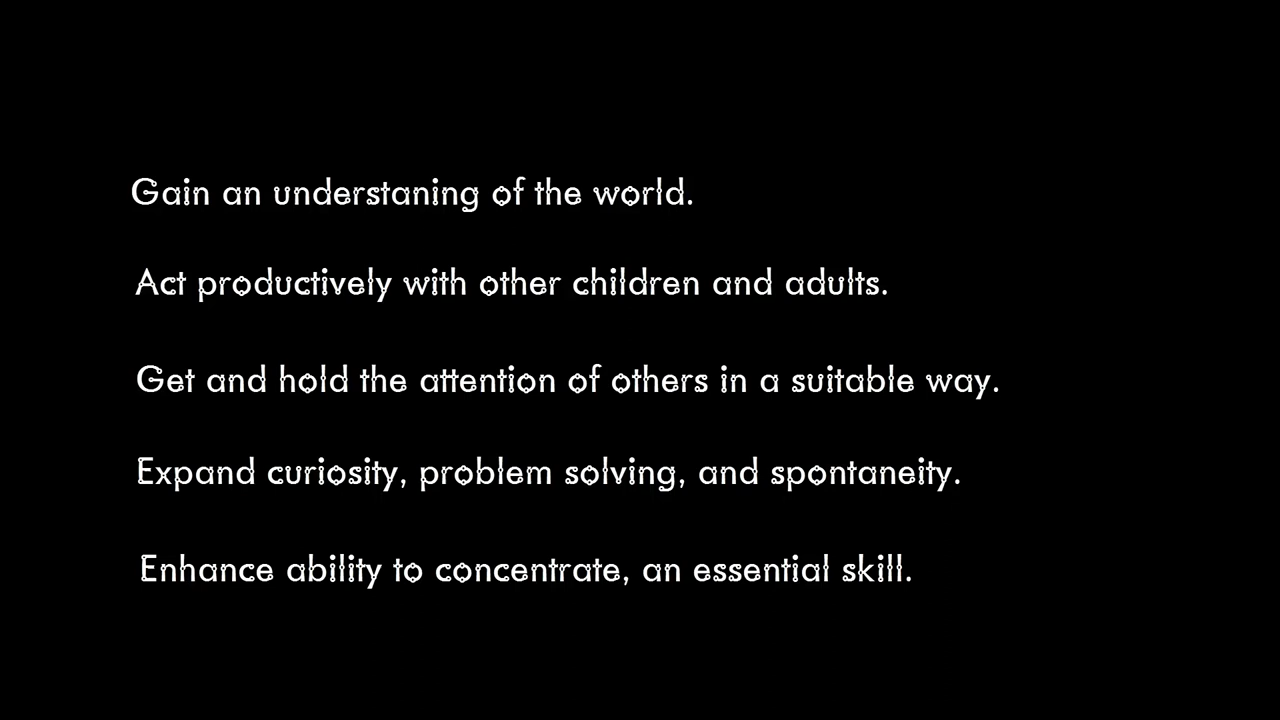 Gain an understaning of the world.
Act productively with other children and adults.
Get and hold the attention of others in a suitable way.
Expand curiosity, problem solving, and spontaneity.
Enhance ability to concentrate, an essential skill.